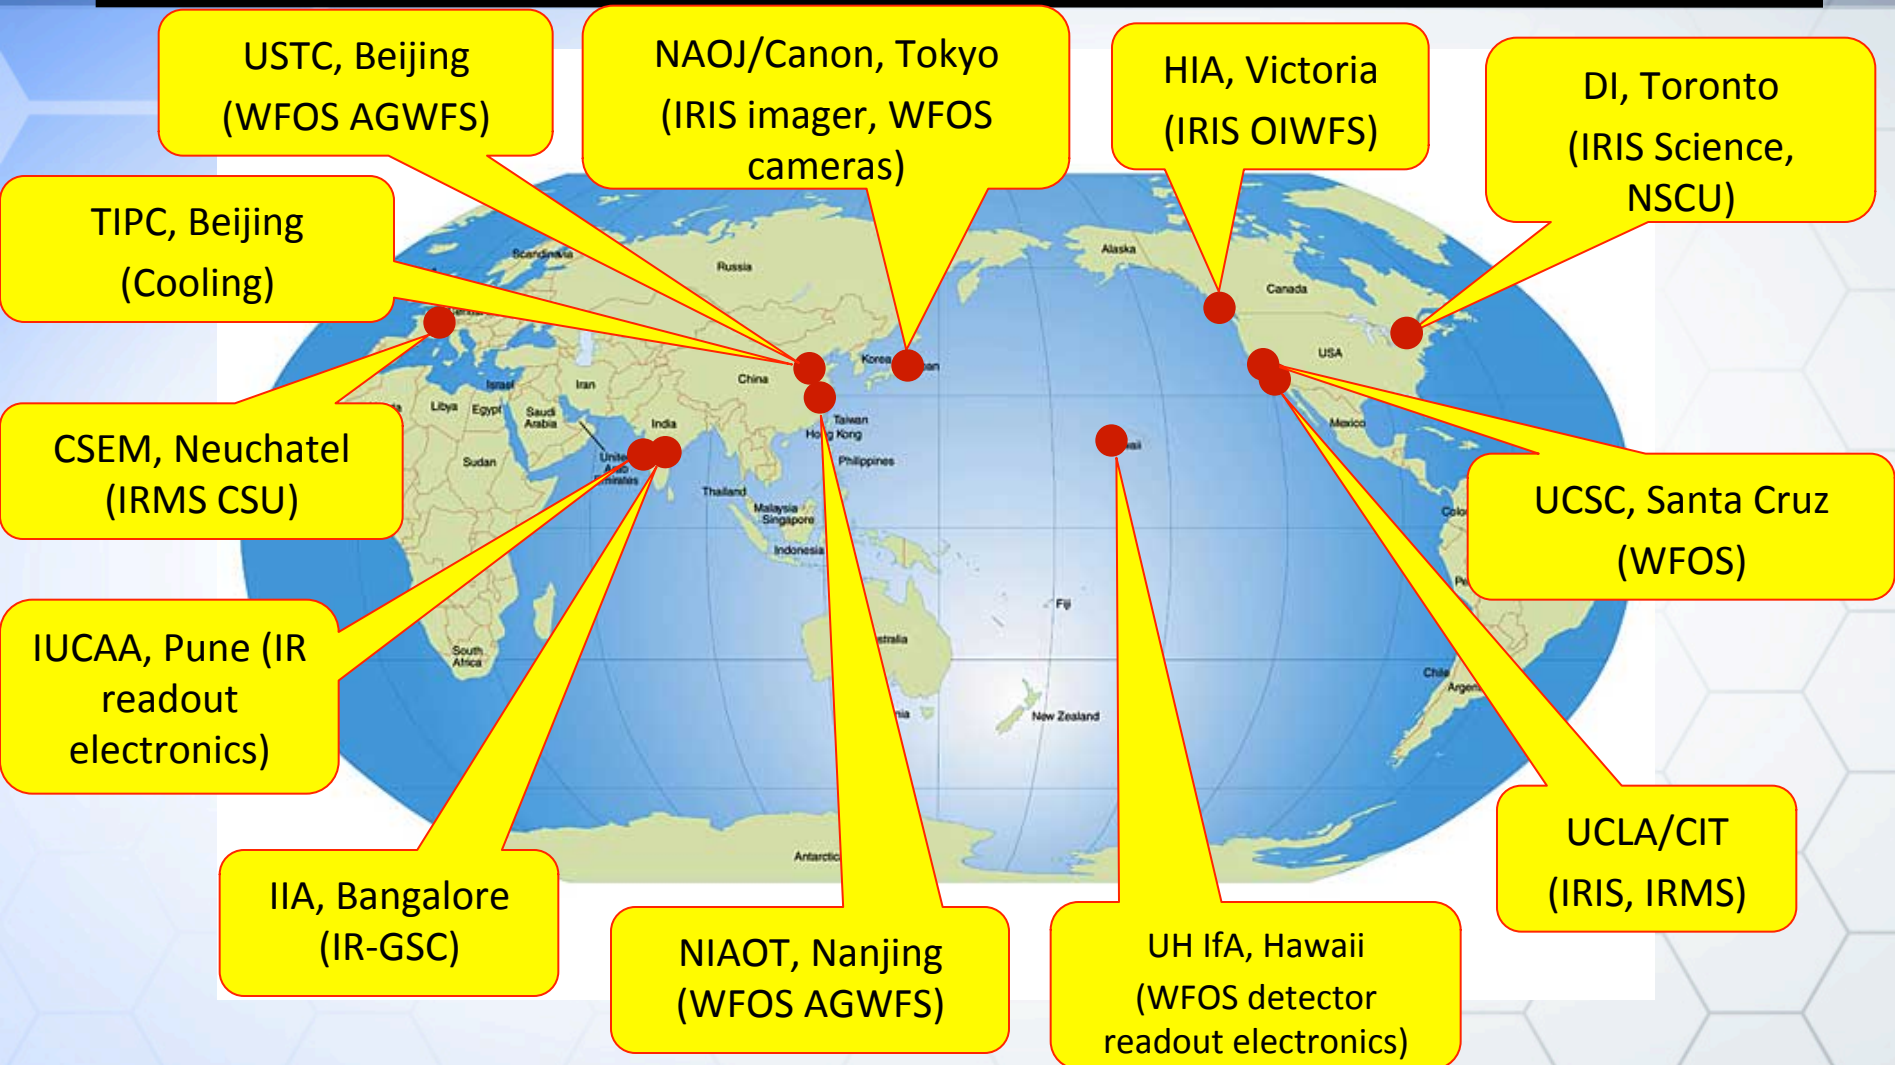 USTC, Beijing
(WFOS AGWFS)
NAOJ/Canon, Tokyo
(IRIS imager, WFOS
cameras)
HIA, Victoria
(IRIS OIWFS)
DI, Toronto
(IRIS Science,
NSCU)
TIPC, Beijing
(Cooling)
CSEM, Neuchatel
(IRMS CSU)
IUCAA, Pune (IR
readout
electronics)
IIA, Bangalore
(IR-GSC)
NIAOT, Nanjing
(WFOS AGWFS)
UH IfA, Hawaii
(WFOS detector
readout electronics)
UCLA/CIT
(IRIS, IRMS)
UCSC, Santa Cruz
(WFOS)
Scandinavia
Russia
Alaska
Canada
USA
Mexico
Korea
China
Iran
Israel
Libya
Egypt
Saudi
Arabia
India
Taiwan
Hong Kong
Philippines
United
Arab
Emirates
Sudan
Thailand
Malaysia
Singapore
Indonesia
Fiji
South
Africa
New Zealand
Chile